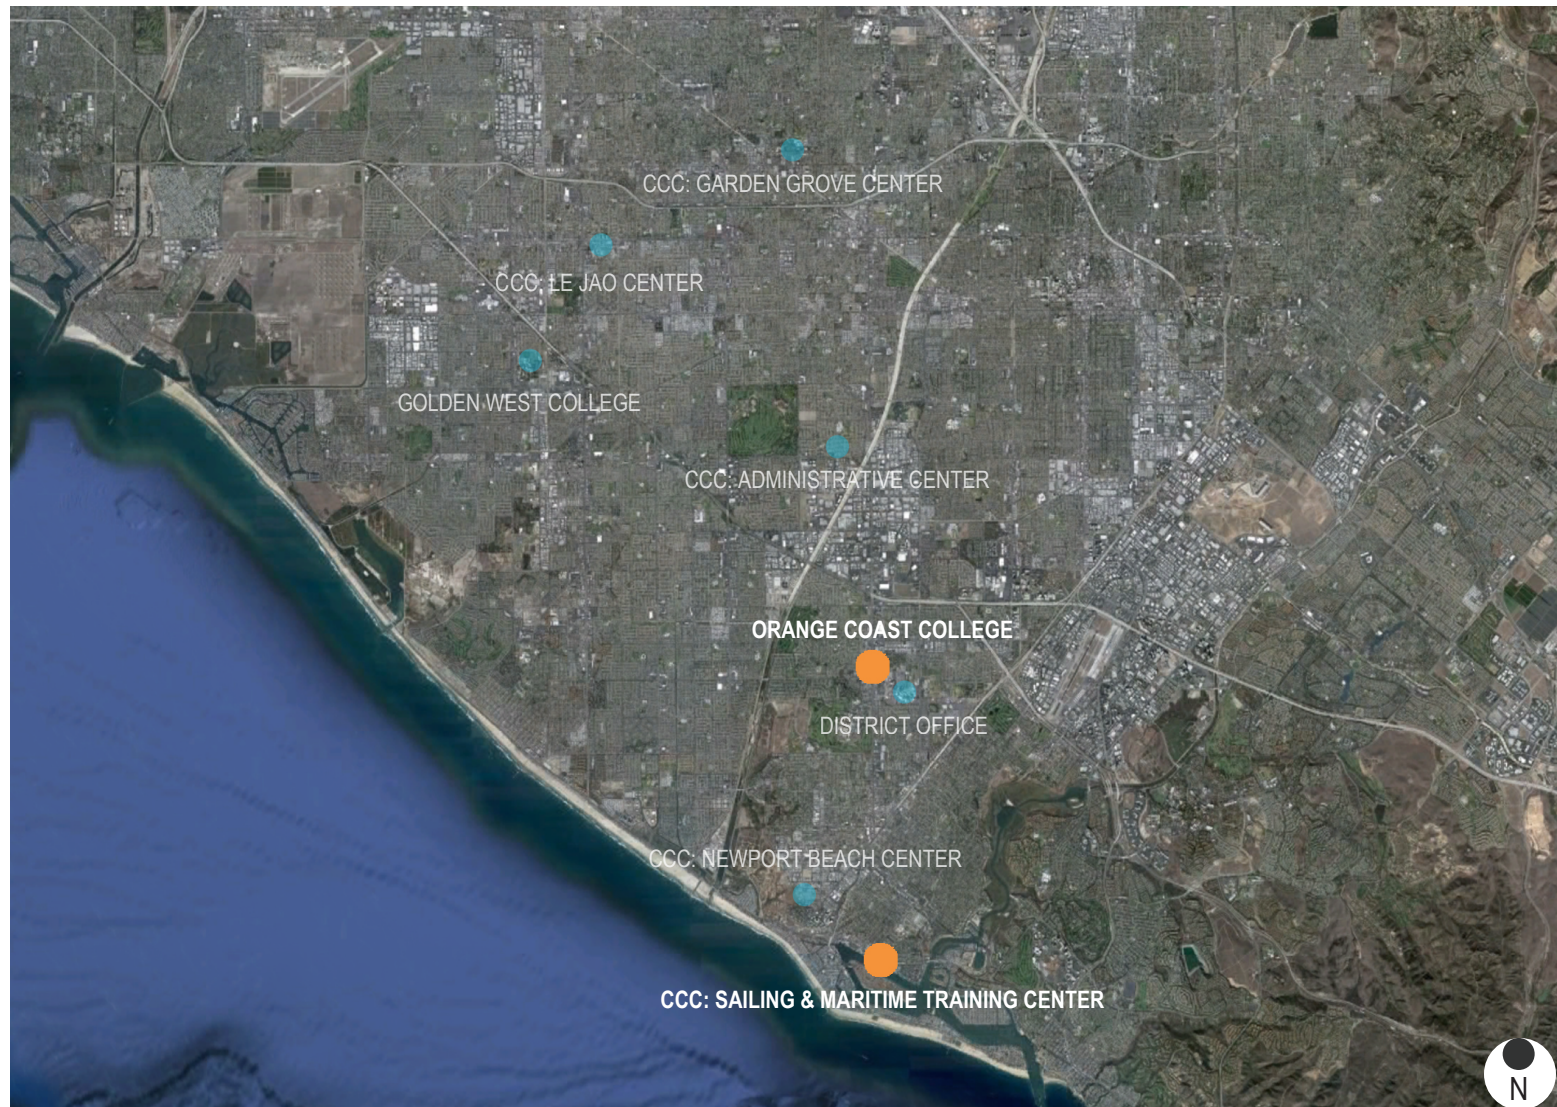 CCC: GARDEN GROVE CENTER
CCC: LE JAO CENTER
GOLDEN WEST COLLEGE
CCC: ADMINISTRATIVE CENTER
ORANGE COAST COLLEGE
DISTRICT OFFICE
CCC: NEWPORT BEACH CENTER
CCC: SAILING & MARITIME TRAINING CENTER
N